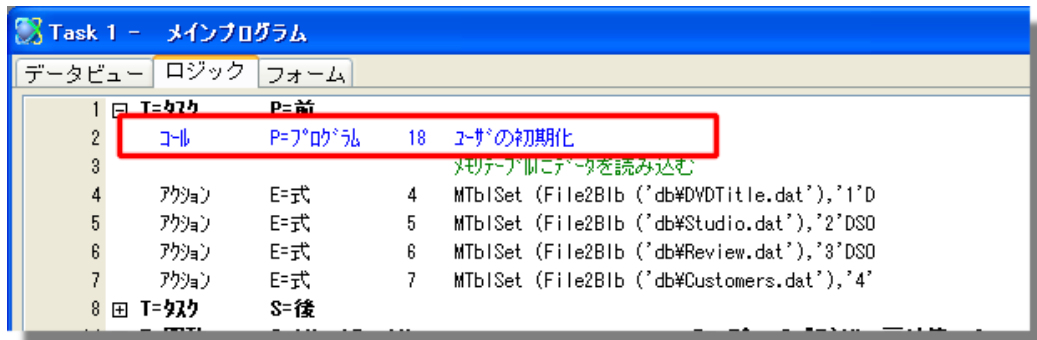 Task 1 - メインプログラム
データビュー ロジック フォーム
1 T=ﾀｽｸ P=前
2 ｺｰﾙ P=ﾌﾟﾛｸﾞﾗﾑ 18 ﾕｰｻﾞの初期化
3 ﾒﾓﾘﾃｰﾌﾞﾙにﾃﾞｰﾀを読み込む
4 ｱｸｼｮﾝ E=式 4 MTblSet (File2Blb ('db¥DVDTitle.dat'),'1'D
5 ｱｸｼｮﾝ E=式 5 MTblSet (File2Blb ('db¥Studio.dat'),'2'DSO
6 ｱｸｼｮﾝ E=式 6 MTblSet (File2Blb ('db¥Review.dat'),'3'DSO
7 ｱｸｼｮﾝ E=式 7 MTblSet (File2Blb ('db¥Customers.dat'),'4'
8 T=ﾀｽｸ S=後